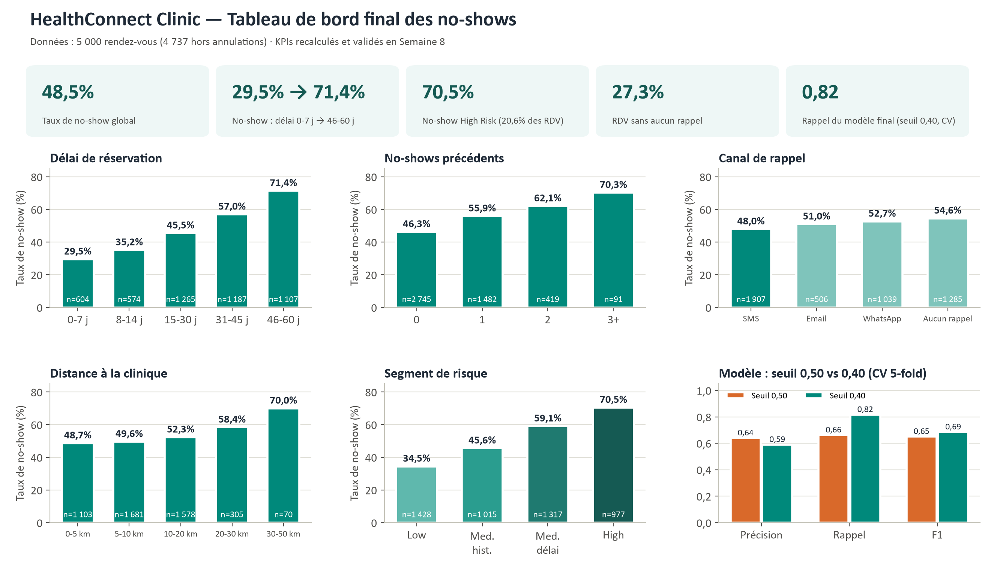 HealthConnect Clinic — Tableau de bord final des no-shows
Données : 5 000 rendez-vous (4 737 hors annulations) · KPIs recalculés et validés en Semaine 8
48,5%
Taux de no-show global
29,5% → 71,4%
No-show : délai 0-7 j → 46-60 j
70,5%
No-show High Risk (20,6% des RDV)
27,3%
RDV sans aucun rappel
0,82
Rappel du modèle final (seuil 0,40, CV)
Délai de réservation
Taux de no-show (%)
80
60
40
20
0
29,5%
35,2%
45,5%
57,0%
71,4%
n=604
n=574
n=1 265
n=1 187
n=1 107
0-7 j
8-14 j
15-30 j
31-45 j
46-60 j
No-shows précédents
Taux de no-show (%)
80
60
40
20
0
46,3%
55,9%
62,1%
70,3%
n=2 745
n=1 482
n=419
n=91
0
1
2
3+
Canal de rappel
Taux de no-show (%)
80
60
40
20
0
48,0%
51,0%
52,7%
54,6%
n=1 907
n=506
n=1 039
n=1 285
SMS
Email
WhatsApp
Aucun rappel
Distance à la clinique
Taux de no-show (%)
80
60
40
20
0
48,7%
49,6%
52,3%
58,4%
70,0%
n=1 103
n=1 681
n=1 578
n=305
n=70
0-5 km
5-10 km
10-20 km
20-30 km
30-50 km
Segment de risque
Taux de no-show (%)
80
60
40
20
0
34,5%
45,6%
59,1%
70,5%
n=1 428
n=1 015
n=1 317
n=977
Low
Med.
hist.
Med.
délai
High
Modèle : seuil 0,50 vs 0,40 (CV 5-fold)
Seuil 0,50
Seuil 0,40
1,0
0,8
0,6
0,4
0,2
0,0
0,64
0,59
0,66
0,82
0,65
0,69
Précision
Rappel
F1